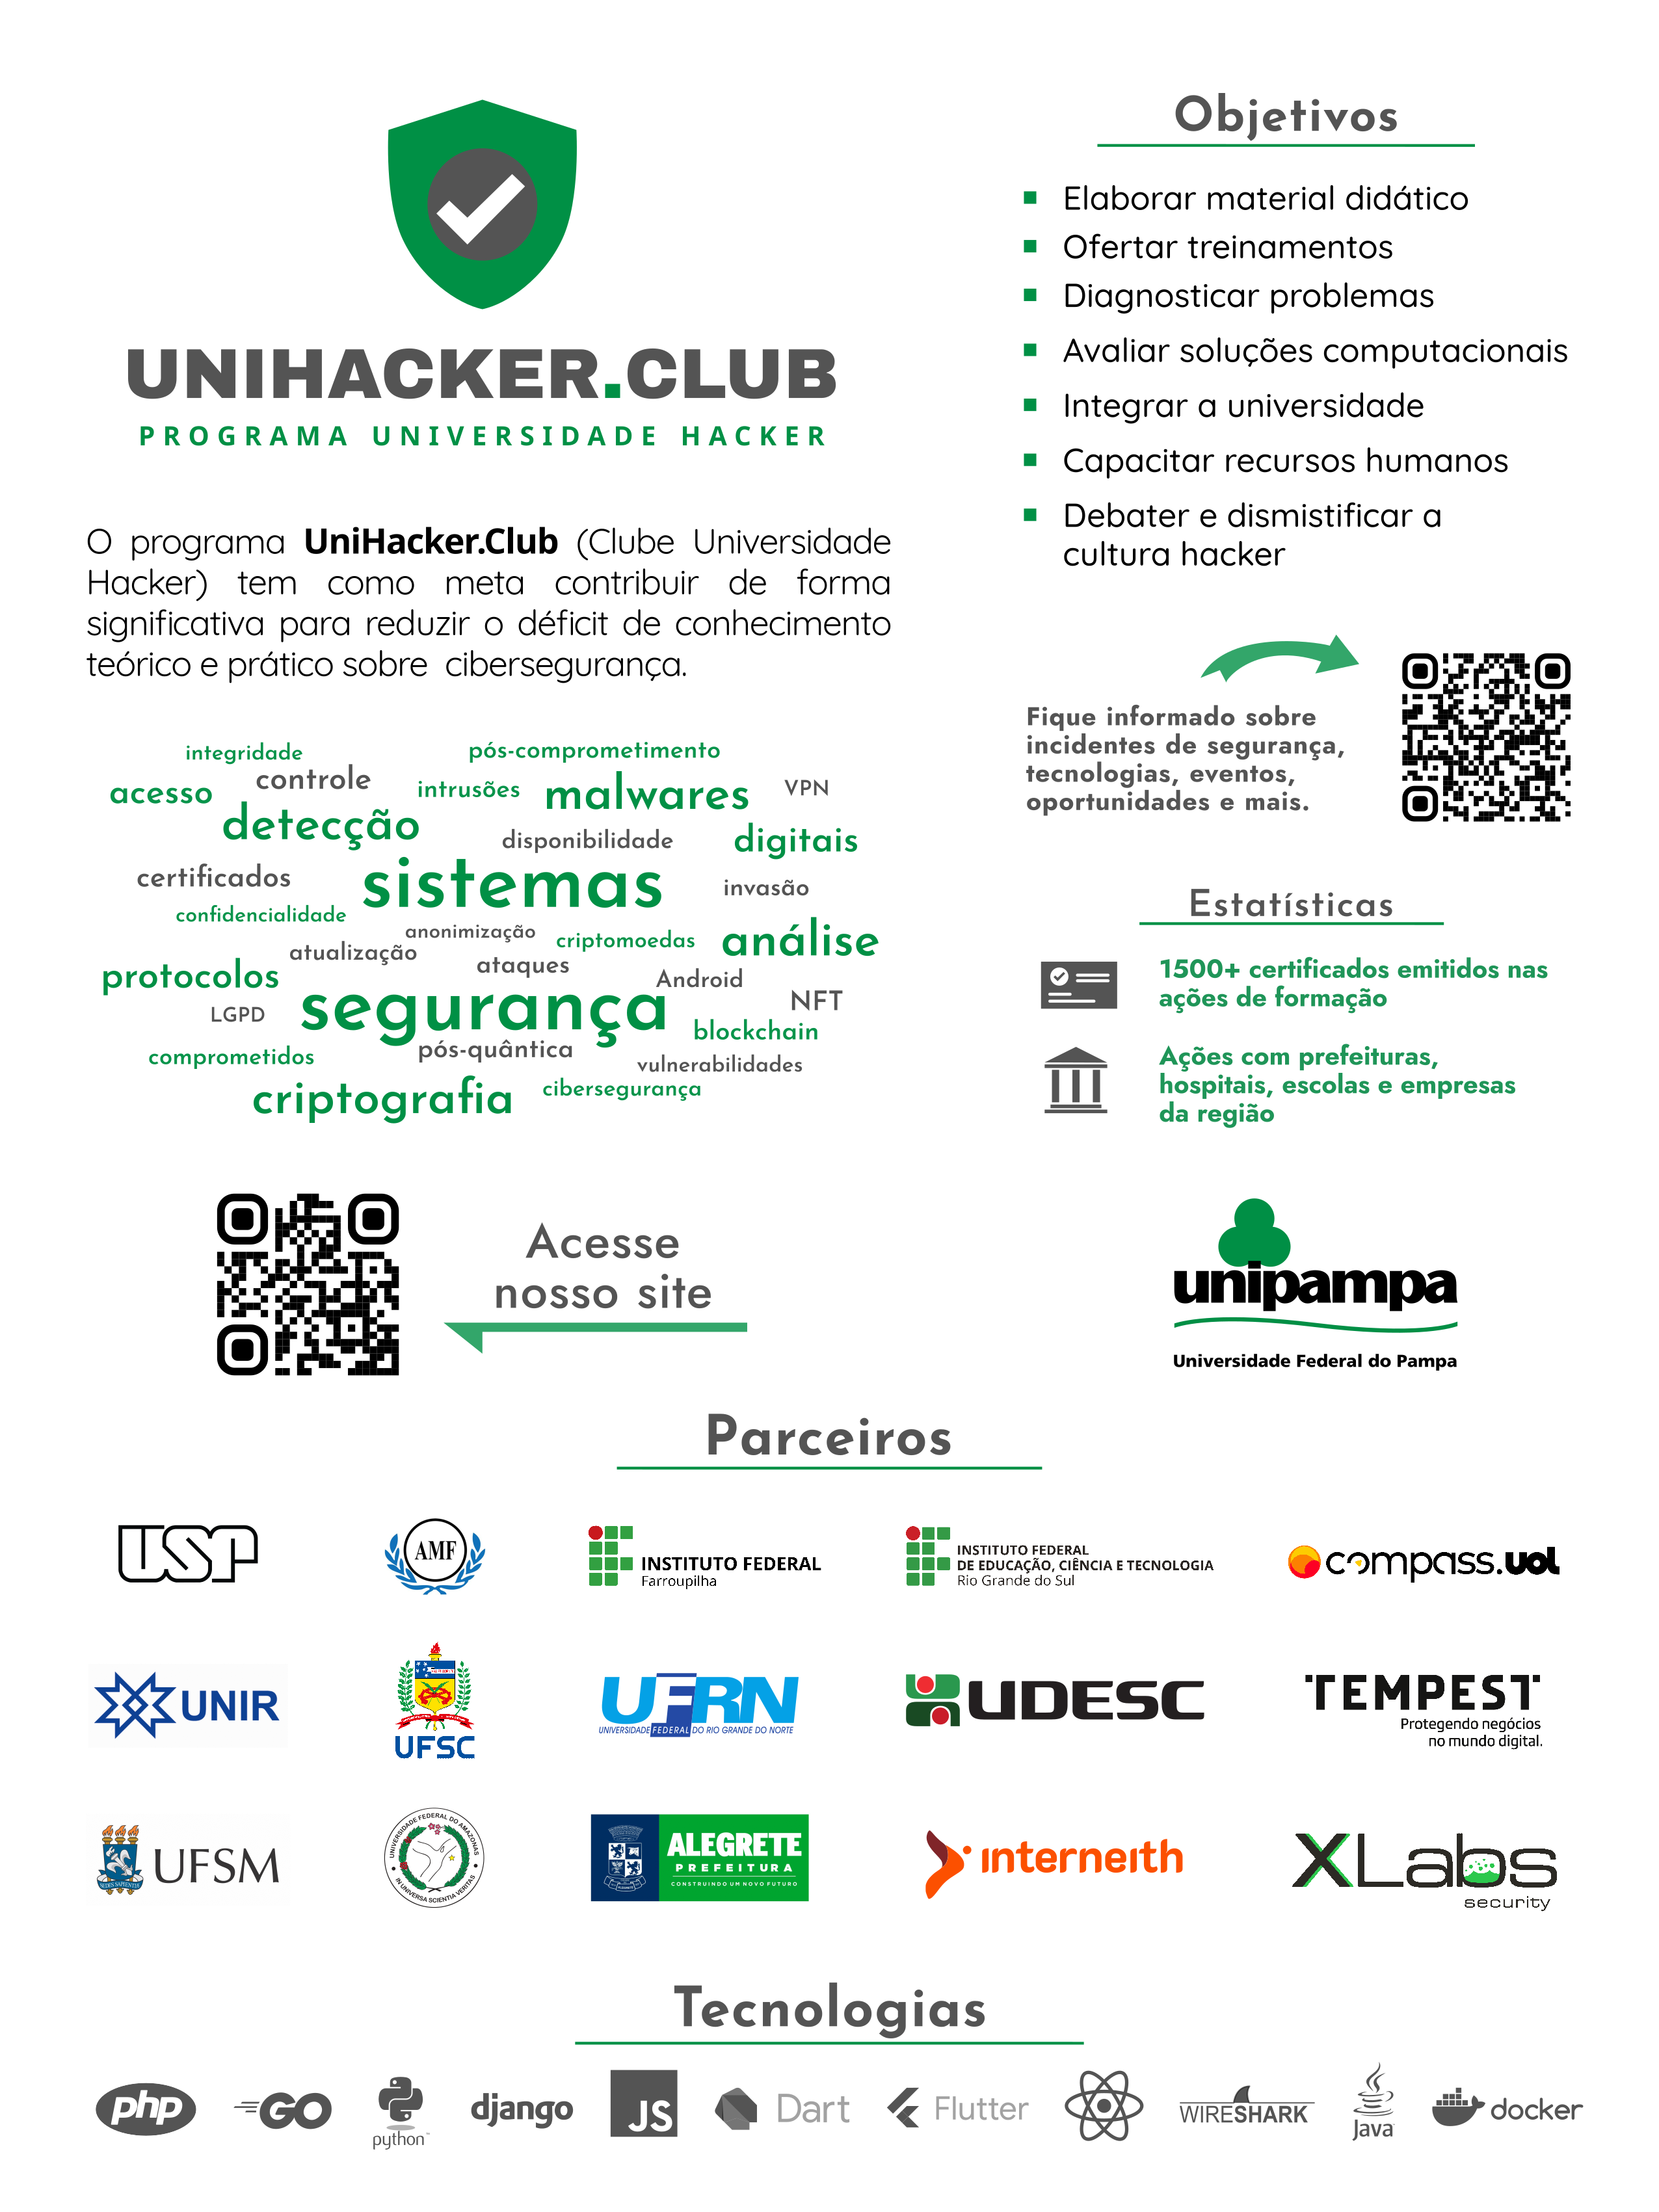 UNIHACKER.CLUB
PROGRAMA UNIVERSIDADE HACKER
O programa UniHacker.Club (Clube Universidade
Hacker) tem como meta contribuir de forma
significativa para reduzir o déficit de conhecimento
teórico e prático sobre cibersegurança.
integridade
pós-comprometimento
acesso
controle
intrusões
malwares
VPN
detecção
disponibilidade
digitais
certificados
sistemas
invasão
confidencialidade
anonimização
criptomoedas
análise
atualização
ataques
protocolos
Android
LGPD
segurança
NFT
blockchain
comprometidos
pós-quântica
vulnerabilidades
criptografia
cibersegurança
Acesse
nosso site
Objetivos
Elaborar material didático
Ofertar treinamentos
Diagnosticar problemas
Avaliar soluções computacionais
Integrar a universidade
Capacitar recursos humanos
Debater e dismistificar a
cultura hacker
Fique informado sobre
incidentes de segurança,
tecnologias, eventos,
oportunidades e mais.
Estatísticas
1500+ certificados emitidos nas
ações de formação
Ações com prefeituras,
hospitais, escolas e empresas
da região
unipampa
Universidade Federal do Pampa
Parceiros
USP
AMF
INSTITUTO FEDERAL
Farroupilha
INSTITUTO FEDERAL
DE EDUCAÇÃO, CIÊNCIA E TECNOLOGIA
Rio Grande do Sul
compass.uol
UNIR
UFSC
UFRN
UNIVERSIDADE FEDERAL DO RIO GRANDE DO NORTE
UDESC
TEMPEST
Protegendo negócios
no mundo digital.
SEDES SAPIENTIAE
UFSM
UNIVERSIDADE FEDERAL DO AMAZONAS
IN UNIVERSA SCIENTIA VERITAS
ALEGRETE
PREFEITURA
CONSTRUINDO UM NOVO FUTURO
interneith
XLabs
security
Tecnologias
php
GO
python
django
JS
Dart
Flutter
WIRESHARK
Java
docker